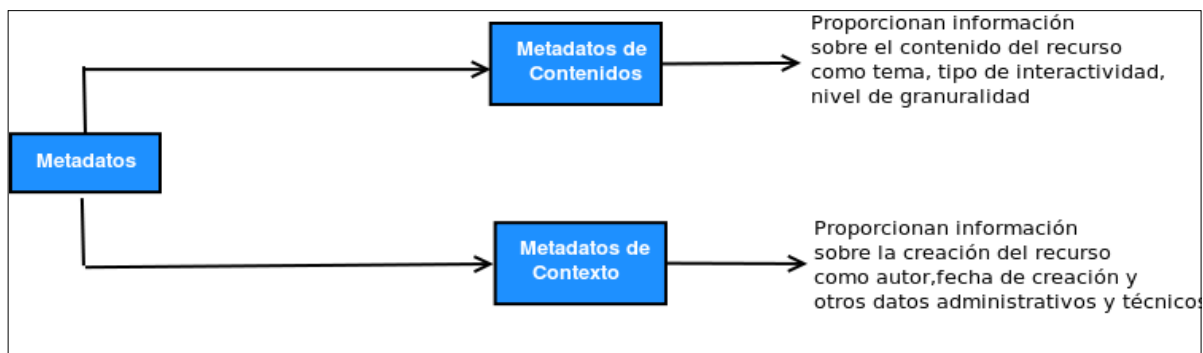 Metadatos
Metadatos de
Contenidos
Proporcionan información
sobre el contenido del recurso
como tema, tipo de interactividad,
nivel de granuralidad
Metadatos de
Contexto
Proporcionan información
sobre la creación del recurso
como autor,fecha de creación y
otros datos administrativos y técnicos